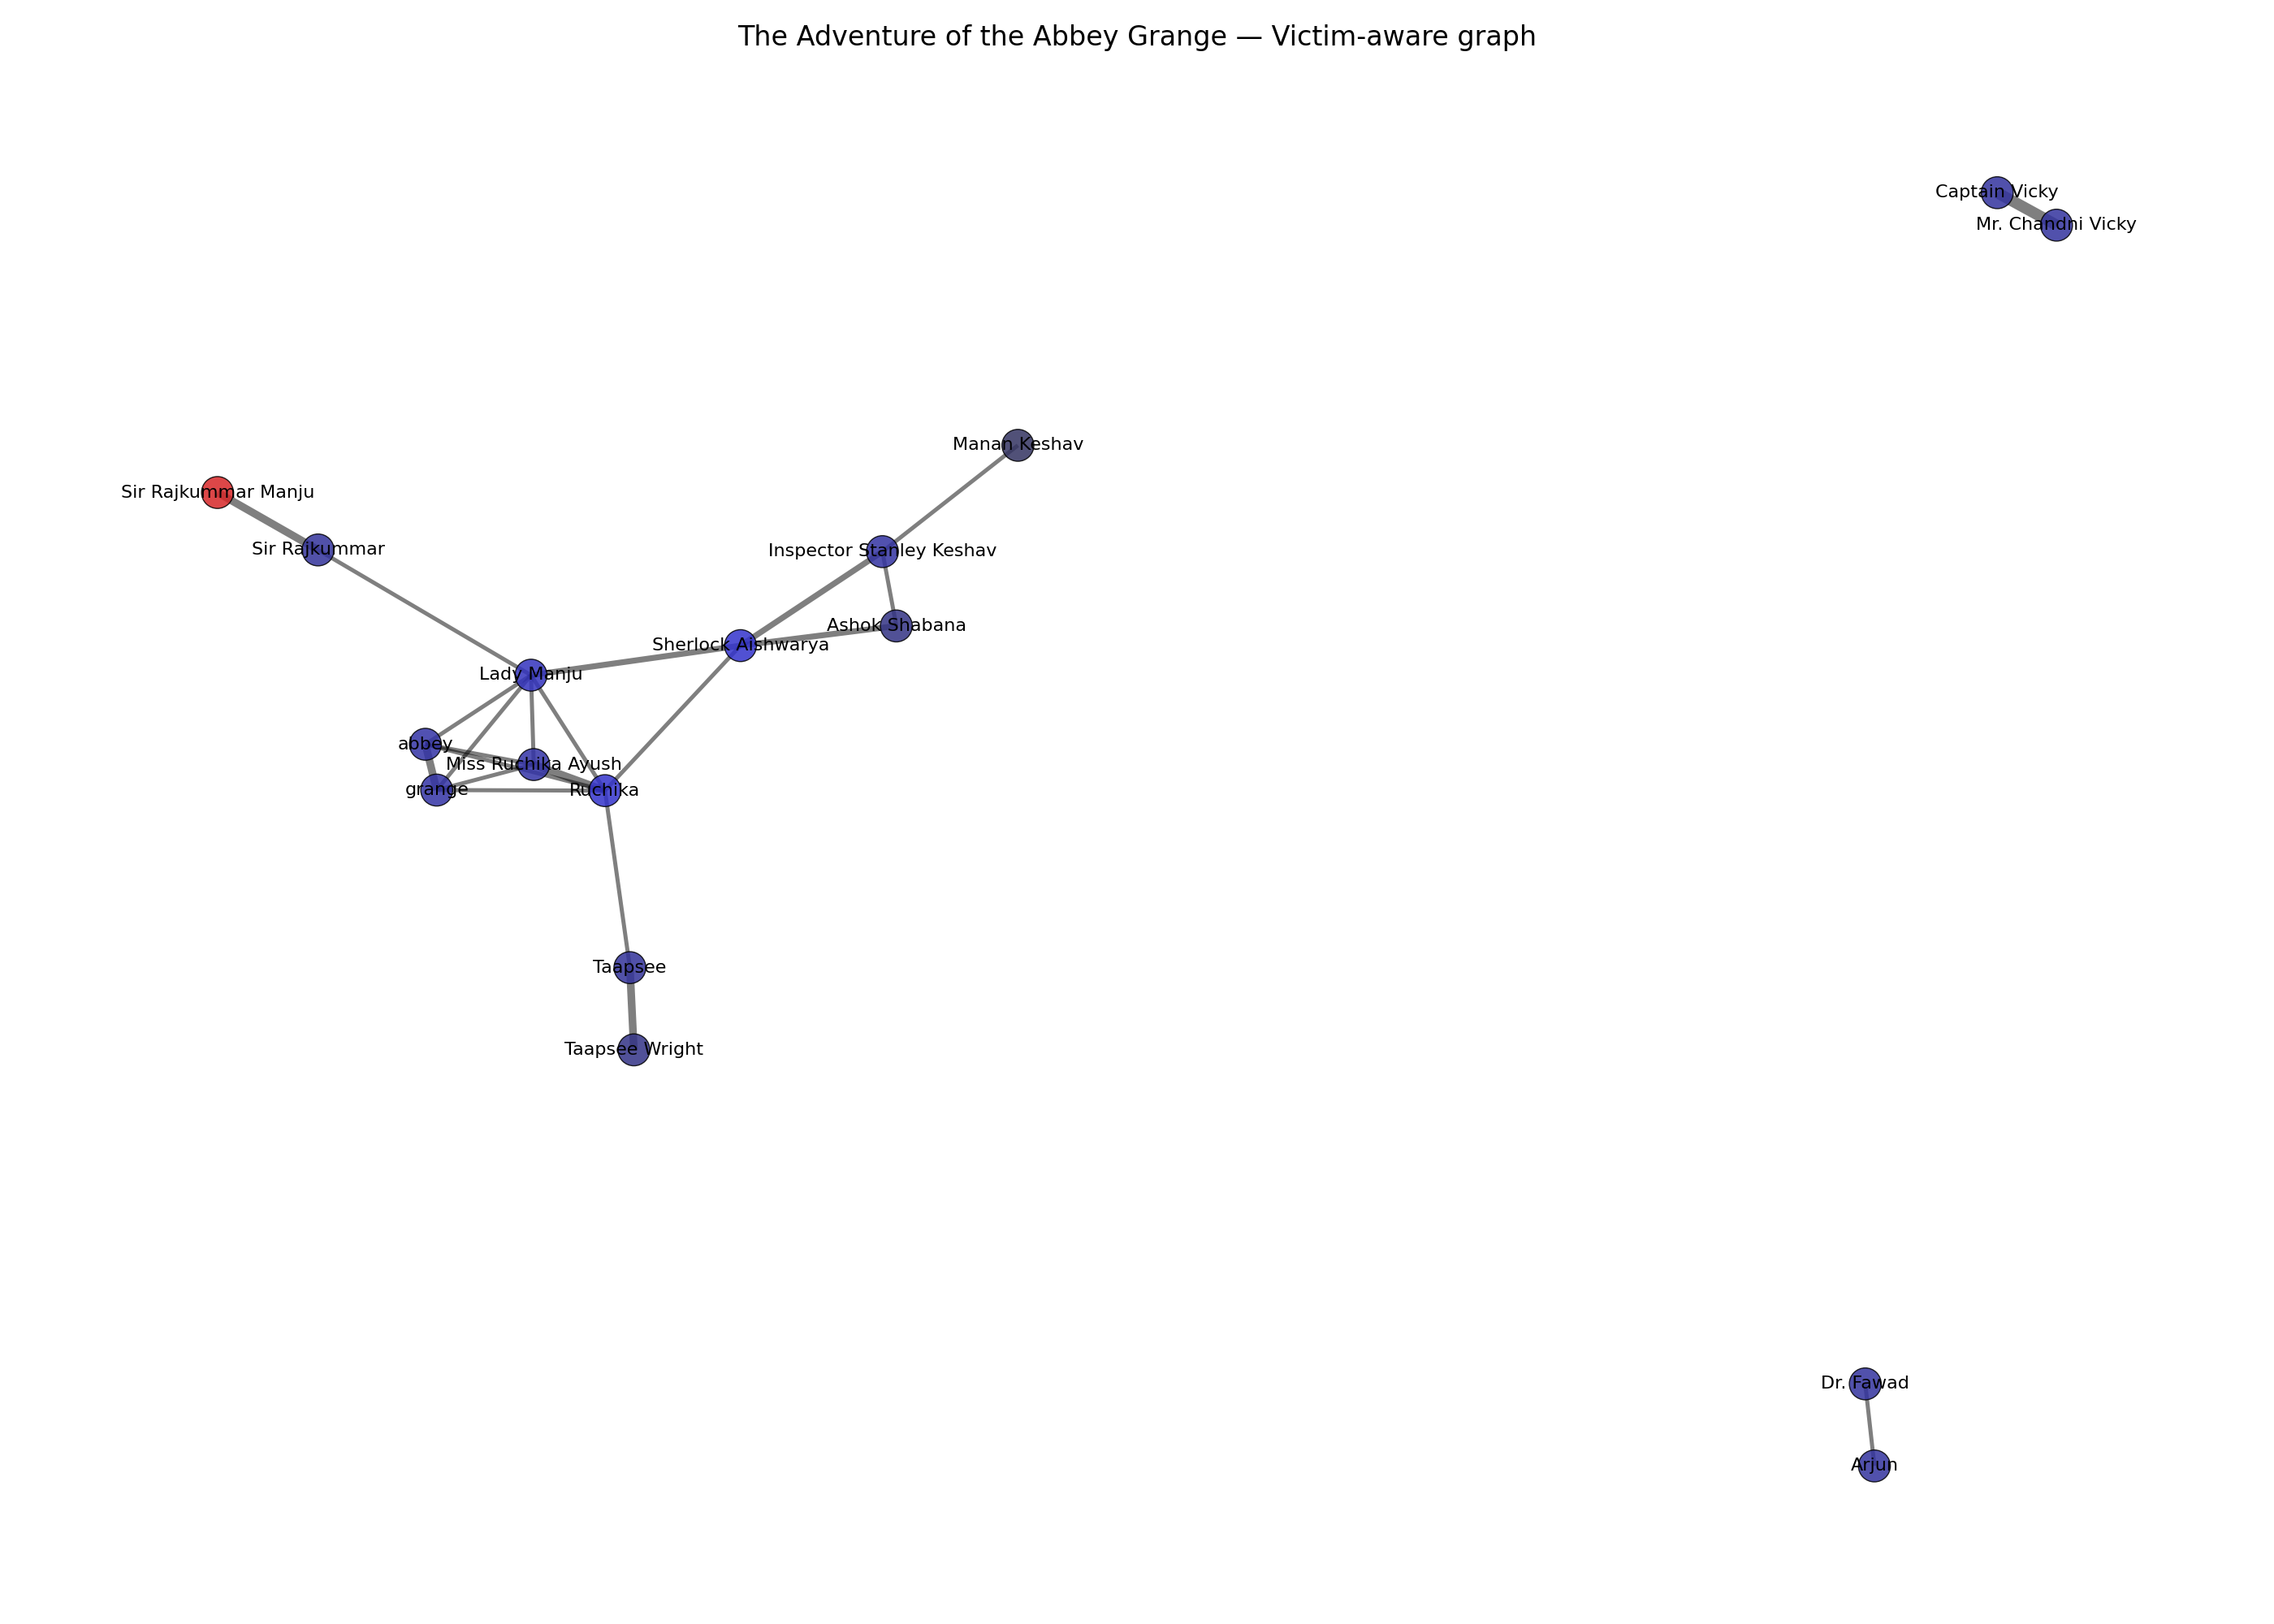 The Adventure of the Abbey Grange — Victim-aware graph
Captain Vicky
Mr. Chandni Vicky
Manan Keshav
Sir Rajkummar Manju
Sir Rajkummar
Inspector Stanley Keshav
Ashok Shabana
Sherlock Aishwarya
Lady Manju
abbey
Miss Ruchika Ayush
grange
Ruchika
Taapsee
Taapsee Wright
Dr. Fawad
Arjun